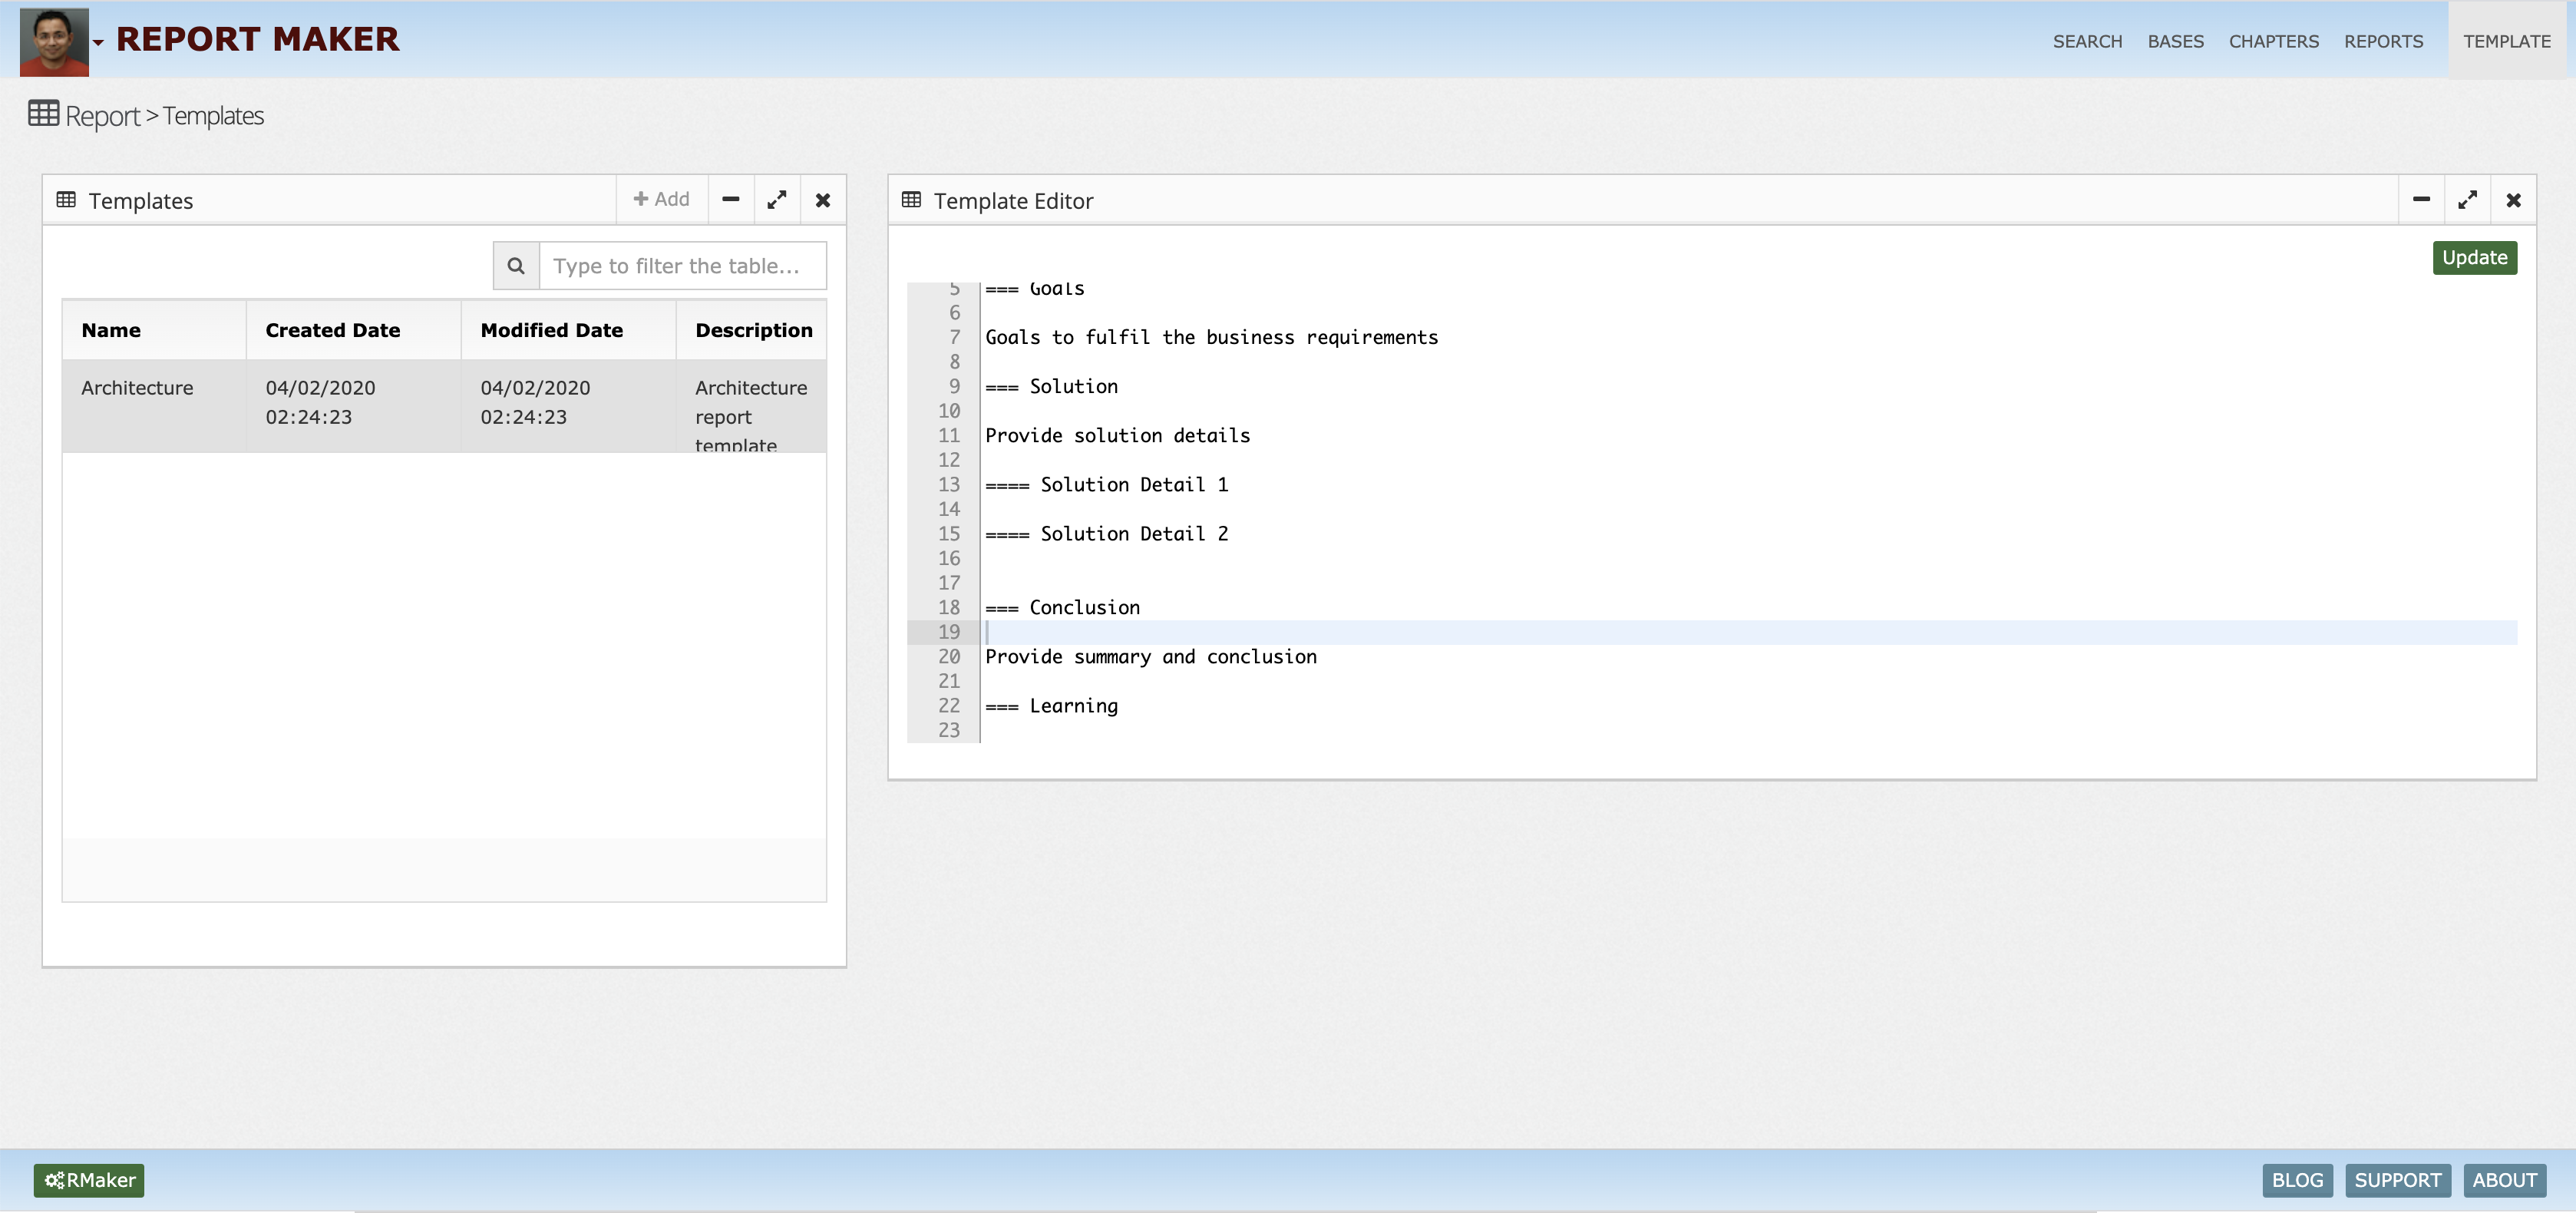 REPORT MAKER
SEARCH BASES CHAPTERS REPORTS TEMPLATE
Report > Templates
Templates
+ Add
Type to filter the table...
Name Created Date Modified Date Description
Architecture 04/02/2020 04/02/2020 Architecture
02:24:23 02:24:23 report
template
Template Editor
Update
5 === Goals
6
7 Goals to fulfil the business requirements
8
9 === Solution
10
11 Provide solution details
12
13 ==== Solution Detail 1
14
15 ==== Solution Detail 2
16
17
18 === Conclusion
19
20 Provide summary and conclusion
21
22 === Learning
23
RMaker
BLOG SUPPORT ABOUT